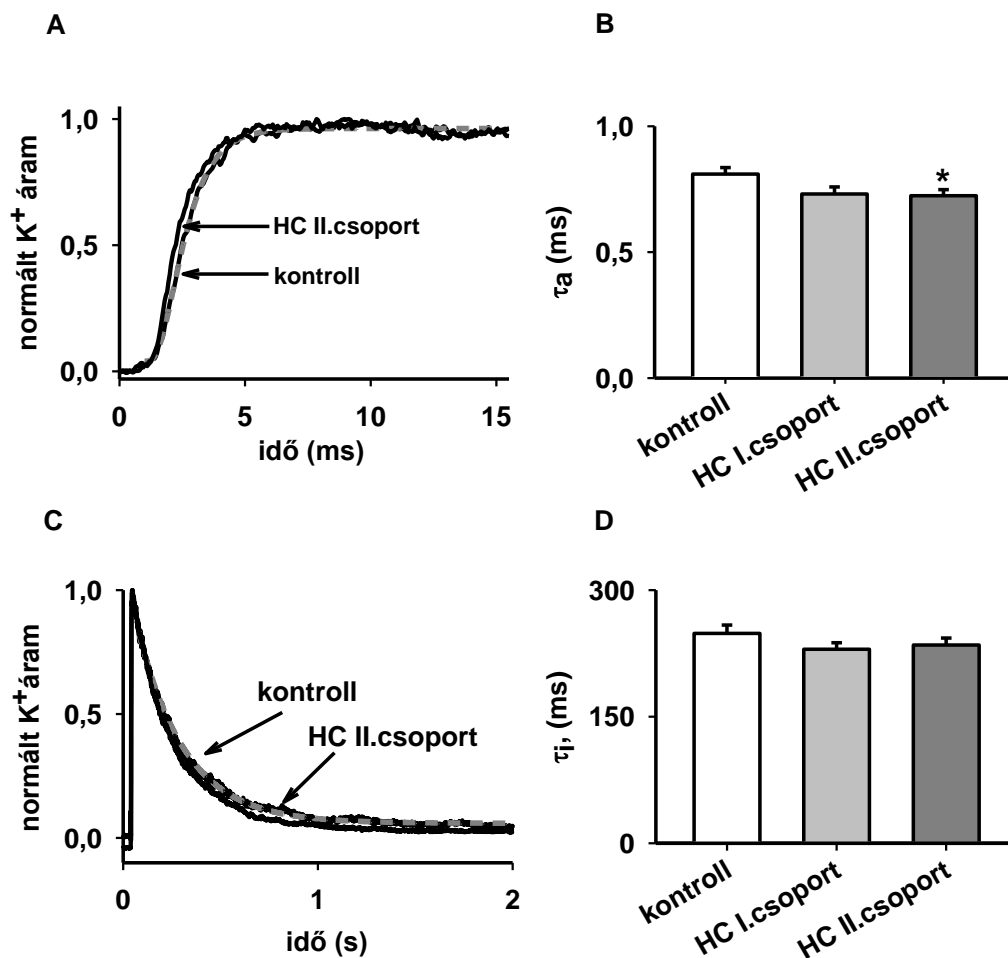 A
normált K⁺ áram
1,0
0,5
0,0
HC II.csoport
kontroll
0 5 10 15
idő (ms)
B
τa (ms)
1,0
0,5
0,0
*
kontroll
HC I.csoport
HC II.csoport
C
normált K⁺áram
1,0
0,5
0,0
kontroll
HC II.csoport
0 1 2
idő (s)
D
τi, (ms)
300
150
0
kontroll
HC I.csoport
HC II.csoport